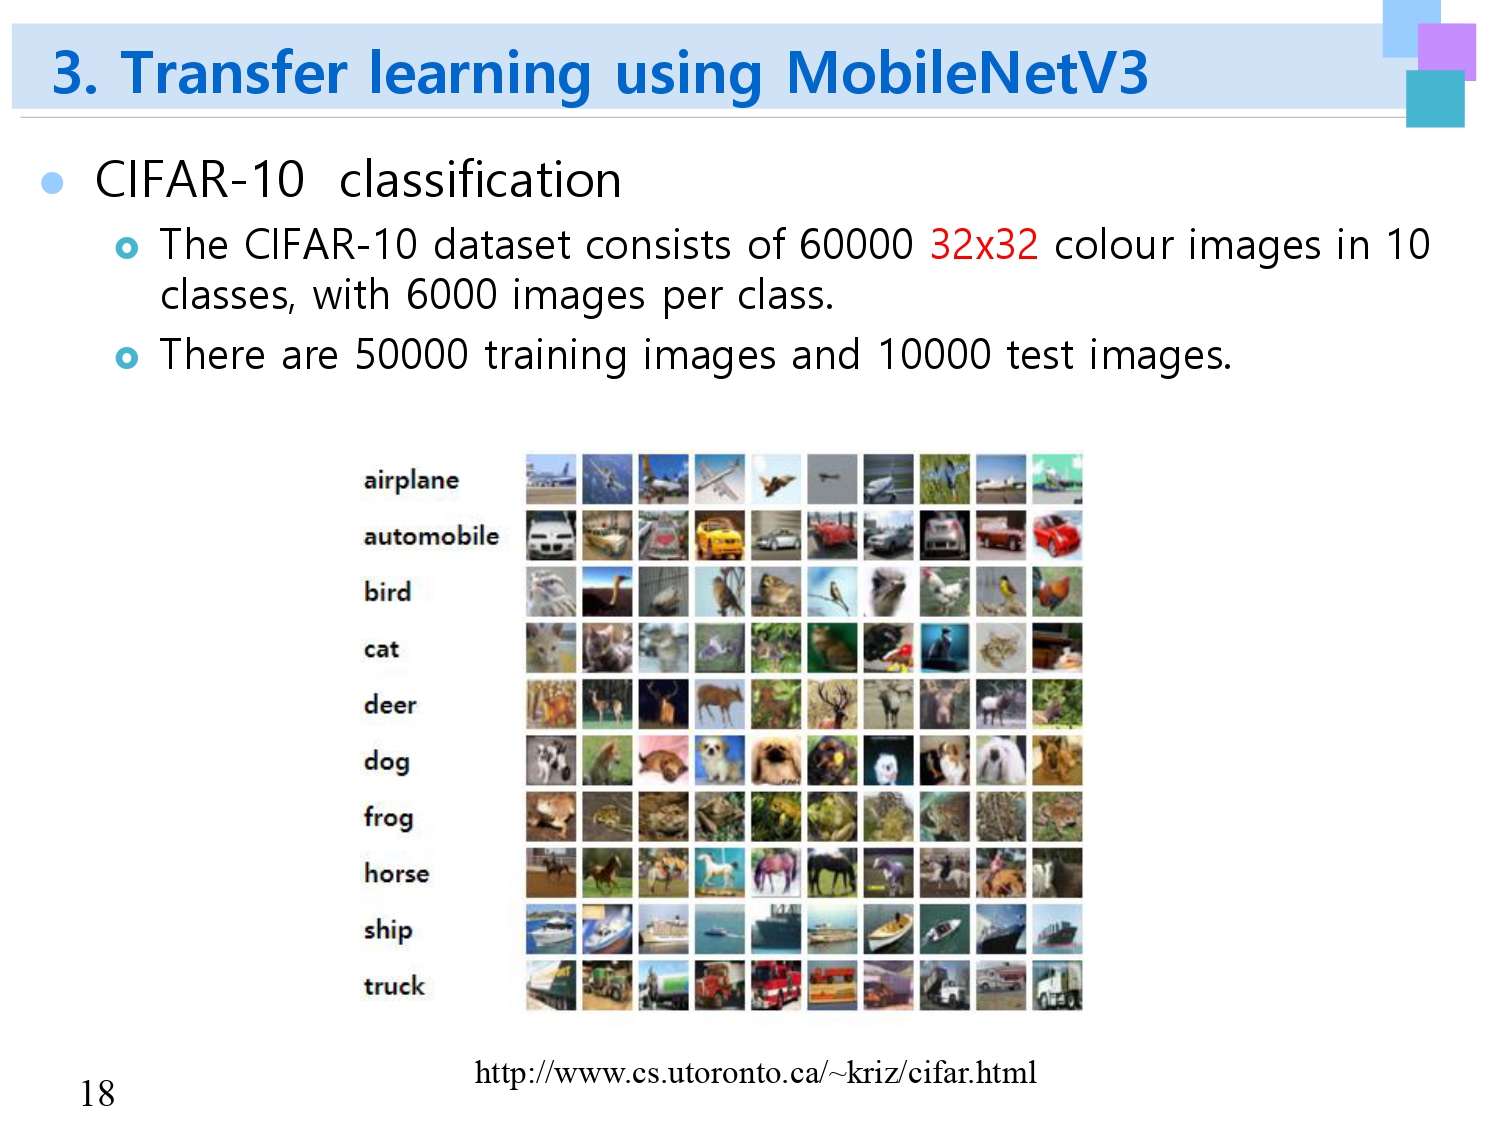 3. Transfer learning using MobileNetV3
CIFAR-10 classification
The CIFAR-10 dataset consists of 60000 32x32 colour images in 10
classes, with 6000 images per class.
There are 50000 training images and 10000 test images.
airplane
automobile
bird
cat
deer
dog
frog
horse
ship
truck
http://www.cs.utoronto.ca/~kriz/cifar.html
18